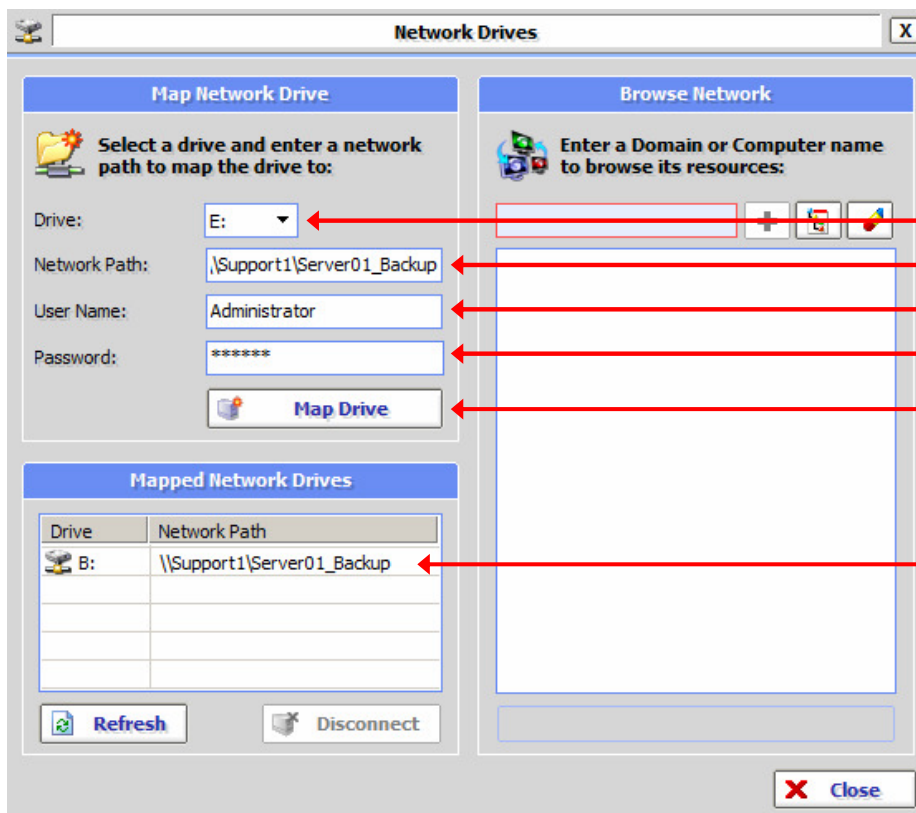 Network Drives
X
Map Network Drive
Select a drive and enter a network
path to map the drive to:
Drive:
E:
Network Path:
\Support1\Server01_Backup
User Name:
Administrator
Password:
******
Map Drive
Mapped Network Drives
Drive Network Path
B: \\Support1\Server01_Backup
Refresh
Disconnect
Browse Network
Enter a Domain or Computer name
to browse its resources:
Close